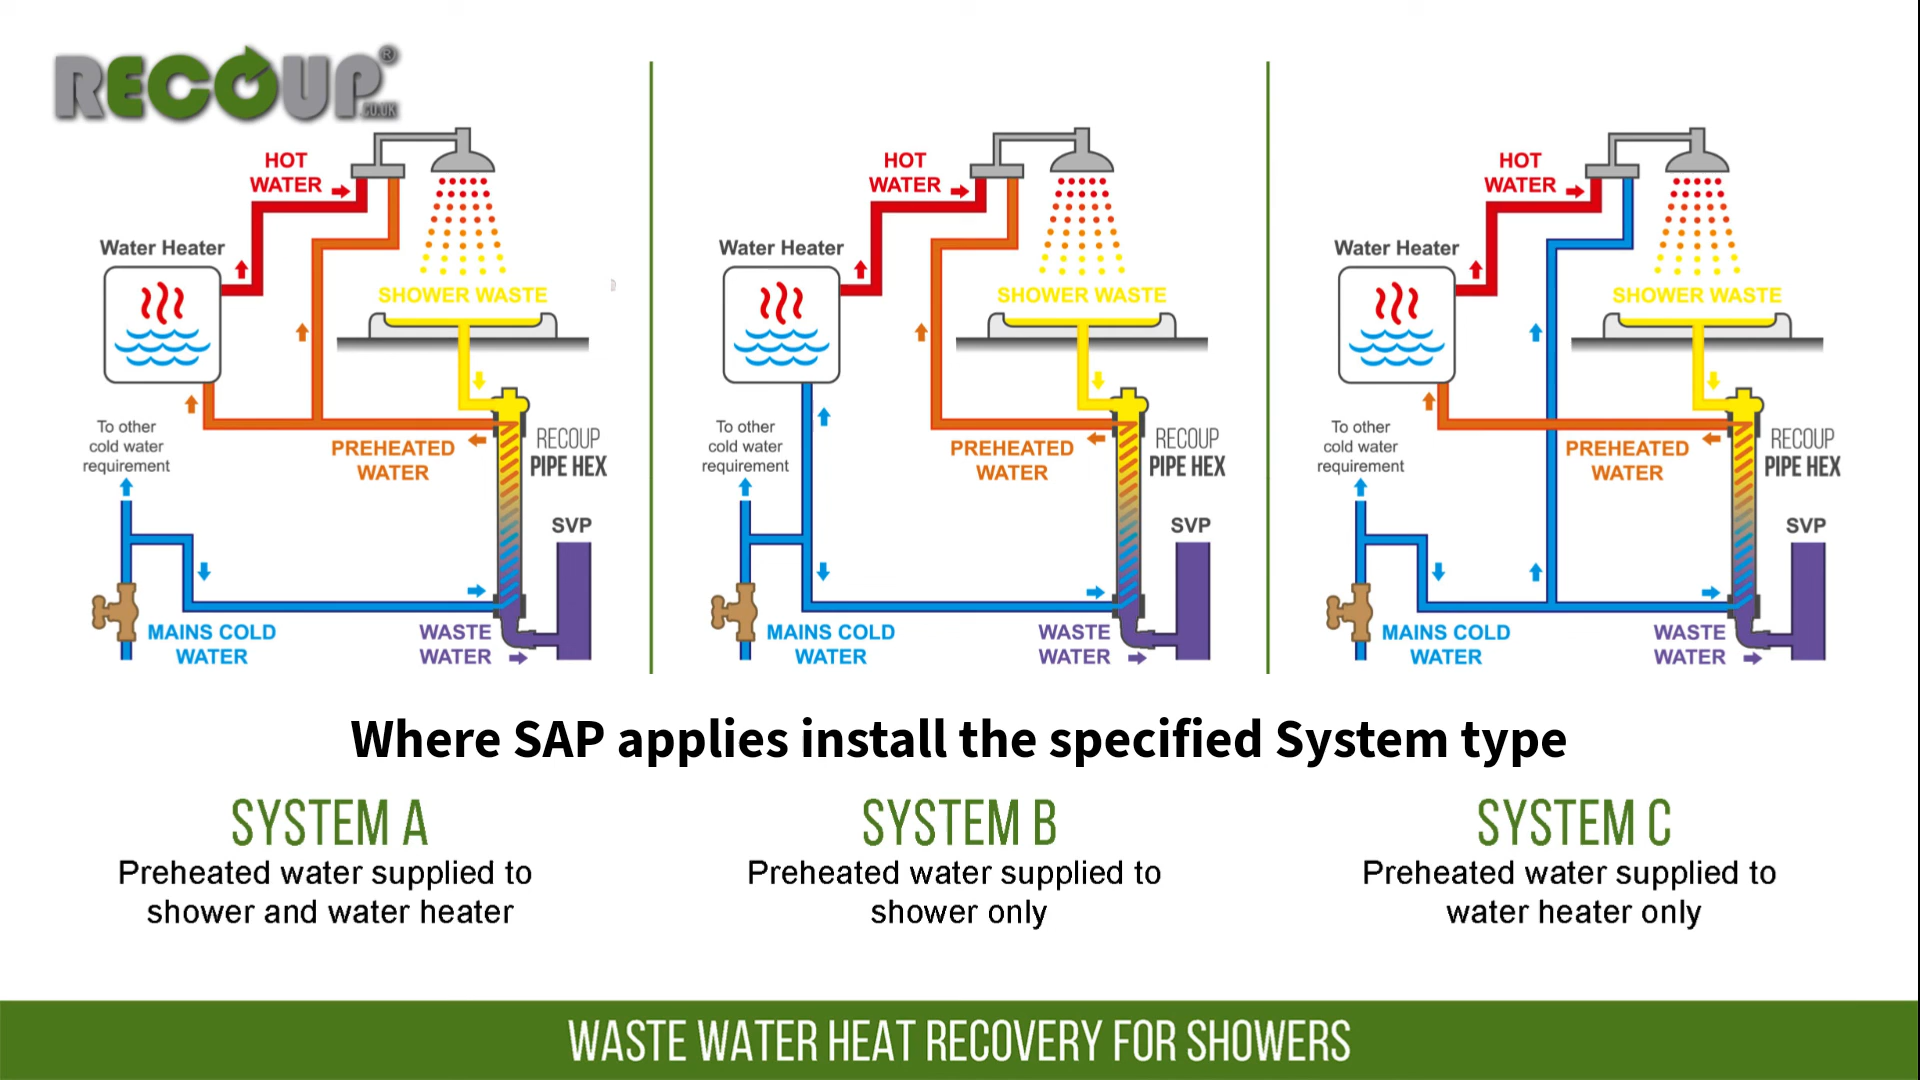 RECOUP®
.CO.UK
HOT
WATER
Water Heater
SHOWER WASTE
To other
cold water
requirement
PREHEATED
WATER
RECOUP
PIPE HEX
SVP
MAINS COLD
WATER
WASTE
WATER
HOT
WATER
Water Heater
SHOWER WASTE
To other
cold water
requirement
PREHEATED
WATER
RECOUP
PIPE HEX
SVP
MAINS COLD
WATER
WASTE
WATER
HOT
WATER
Water Heater
SHOWER WASTE
To other
cold water
requirement
PREHEATED
WATER
RECOUP
PIPE HEX
SVP
MAINS COLD
WATER
WASTE
WATER
Where SAP applies install the specified System type
SYSTEM A
Preheated water supplied to
shower and water heater
SYSTEM B
Preheated water supplied to
shower only
SYSTEM C
Preheated water supplied to
water heater only
WASTE WATER HEAT RECOVERY FOR SHOWERS